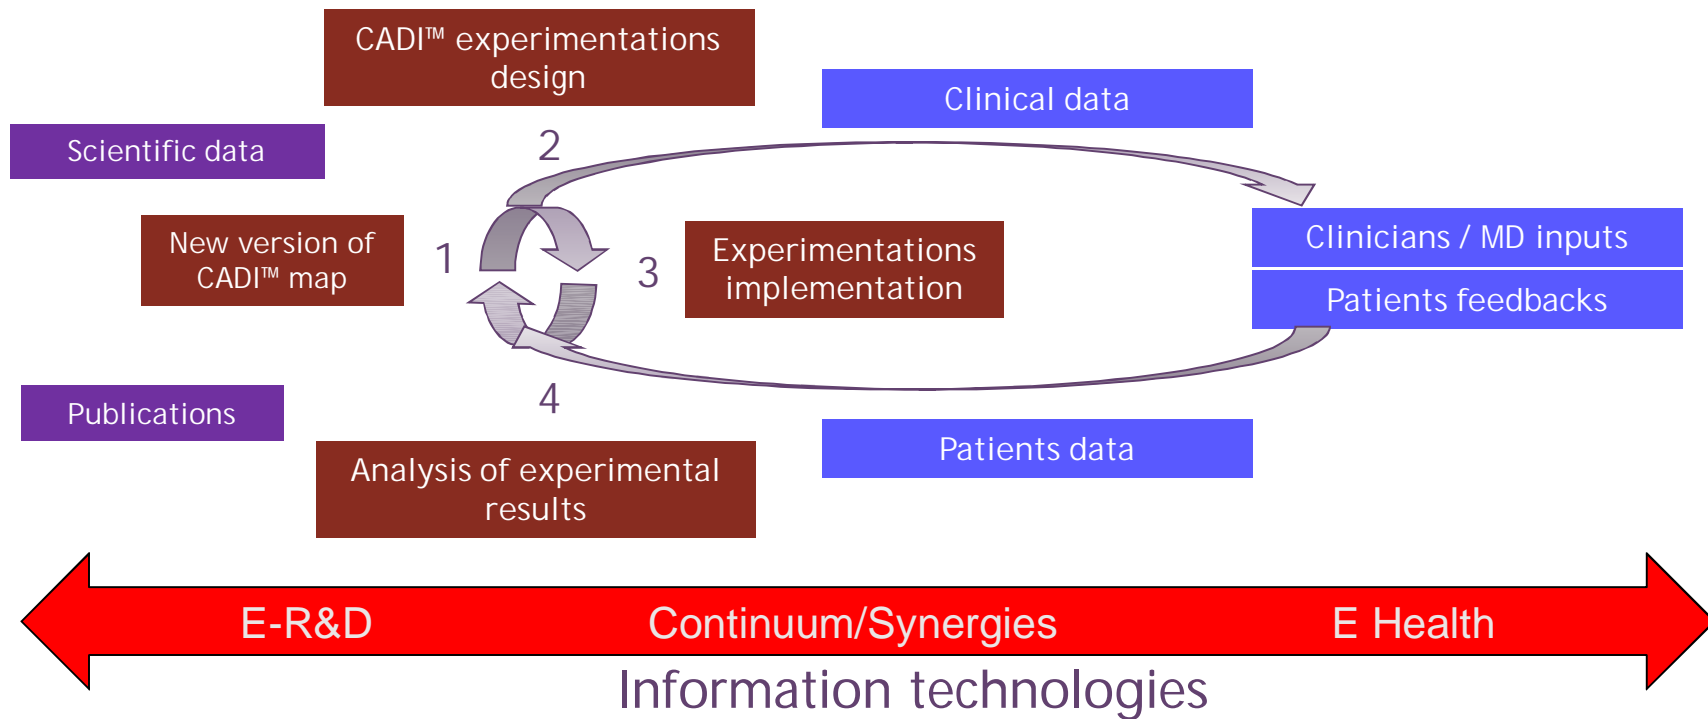 CADI™ experimentations
design
Clinical data
Scientific data
2
New version of
CADI™ map
1
3
Experimentations
implementation
Clinicians / MD inputs
Patients feedbacks
4
Publications
Patients data
Analysis of experimental
results
E-R&D
Continuum/Synergies
E Health
Information technologies